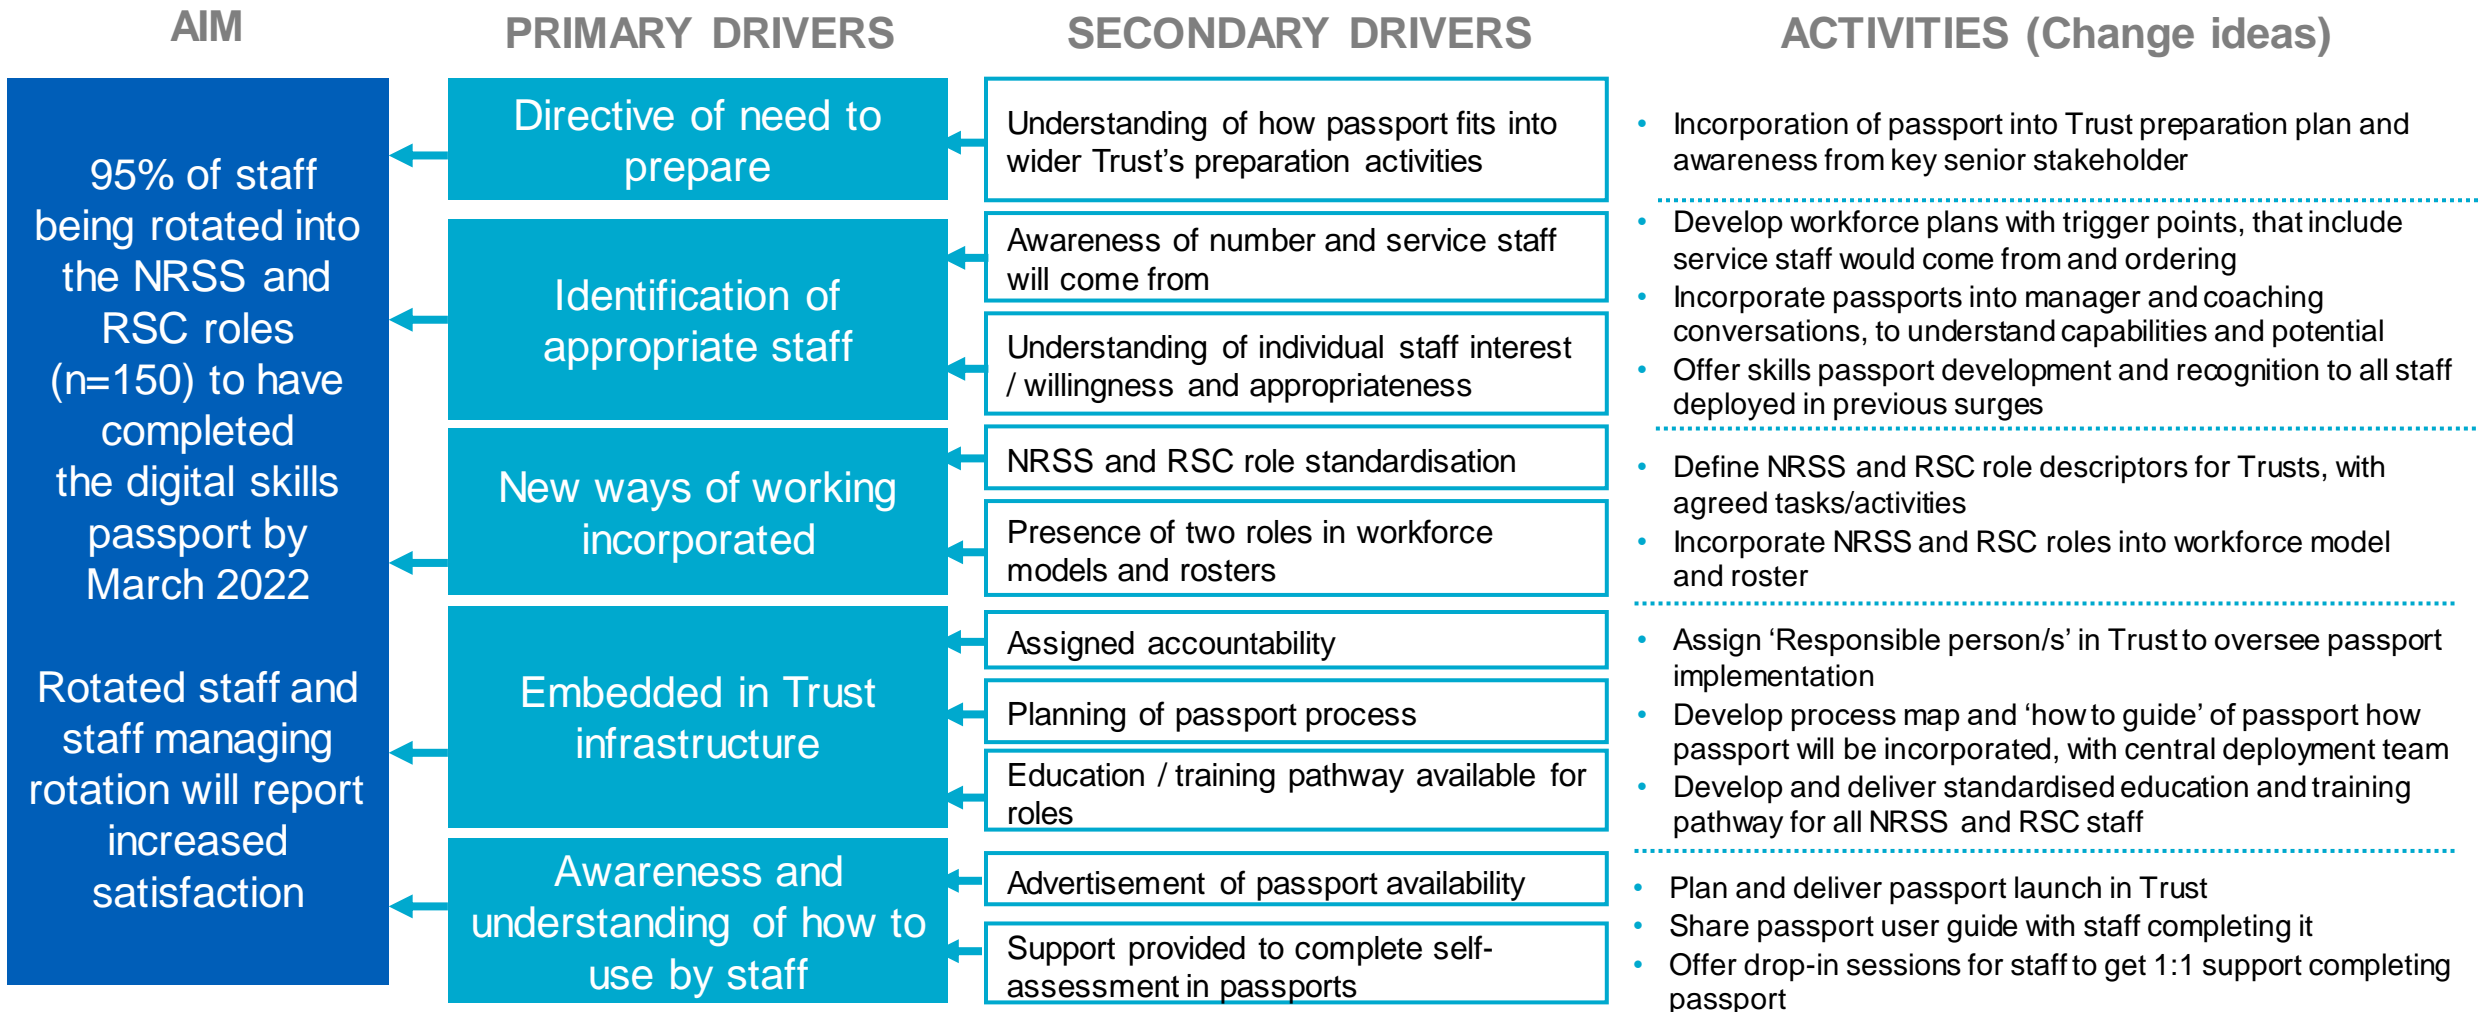 AIM
PRIMARY DRIVERS
SECONDARY DRIVERS
ACTIVITIES (Change ideas)
95% of staff
being rotated into
the NRSS and
RSC roles
(n=150) to have
completed
the digital skills
passport by
March 2022
Rotated staff and
staff managing
rotation will report
increased
satisfaction
Directive of need to
prepare
Identification of
appropriate staff
New ways of working
incorporated
Embedded in Trust
infrastructure
Awareness and
understanding of how to
use by staff
Understanding of how passport fits into
wider Trust's preparation activities
Awareness of number and service staff
will come from
Understanding of individual staff interest
/ willingness and appropriateness
NRSS and RSC role standardisation
Presence of two roles in workforce
models and rosters
Assigned accountability
Planning of passport process
Education / training pathway available for
roles
Advertisement of passport availability
Support provided to complete self-
assessment in passports
• Incorporation of passport into Trust preparation plan and
awareness from key senior stakeholder
• Develop workforce plans with trigger points, that include
service staff would come from and ordering
• Incorporate passports into manager and coaching
conversations, to understand capabilities and potential
• Offer skills passport development and recognition to all staff
deployed in previous surges
• Define NRSS and RSC role descriptors for Trusts, with
agreed tasks/activities
• Incorporate NRSS and RSC roles into workforce model
and roster
• Assign ‘Responsible person/s’ in Trust to oversee passport
implementation
• Develop process map and ‘how to guide’ of passport how
passport will be incorporated, with central deployment team
• Develop and deliver standardised education and training
pathway for all NRSS and RSC staff
• Plan and deliver passport launch in Trust
• Share passport user guide with staff completing it
• Offer drop-in sessions for staff to get 1:1 support completing
passport